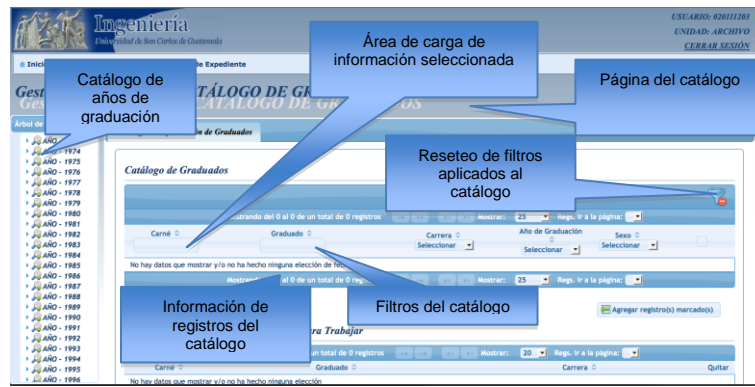 Ingeniería
Universidad de San Carlos de Guatemala
USUARIO: 020111203
UNIDAD: ARCHIVO
CERRAR SESIÓN
Inicio
de Expediente
Área de carga de
información seleccionada
Página del catálogo
Catálogo de
años de
graduación
Gest
CATÁLOGO DE GR
Árbol de
de Graduados
AÑO
AÑO - 1974
AÑO - 1975
AÑO - 1976
AÑO - 1977
AÑO - 1978
AÑO - 1979
AÑO - 1980
AÑO - 1981
AÑO - 1982
AÑO - 1983
AÑO - 1984
AÑO - 1985
AÑO - 1986
AÑO - 1987
AÑO - 1988
AÑO - 1989
AÑO - 1990
AÑO - 1991
AÑO - 1992
AÑO - 1993
AÑO - 1994
AÑO - 1995
AÑO - 1996
Catálogo de Graduados
Reseteo de filtros
aplicados al
catálogo
Mostrando del 0 al 0 de un total de 0 registros Mostrar: 25 Regs. Ir a la página:
Carné Graduado Carrera Año de Graduación Sexo
Seleccionar Seleccionar Seleccionar
No hay datos que mostrar y/o no ha hecho ninguna elección de
Mostrando al 0 de un total de 0 Mostrar: 25 Regs. Ir a la página:
Información de
registros del
catálogo
Filtros del catálogo
Agregar registro(s) marcado(s)
para Trabajar
de un total de 0 registros Mostrar: 20 Regs. Ir a la página:
Carné Graduado Carrera Quitar
No hay datos que mostrar y/o no ha hecho ninguna elección